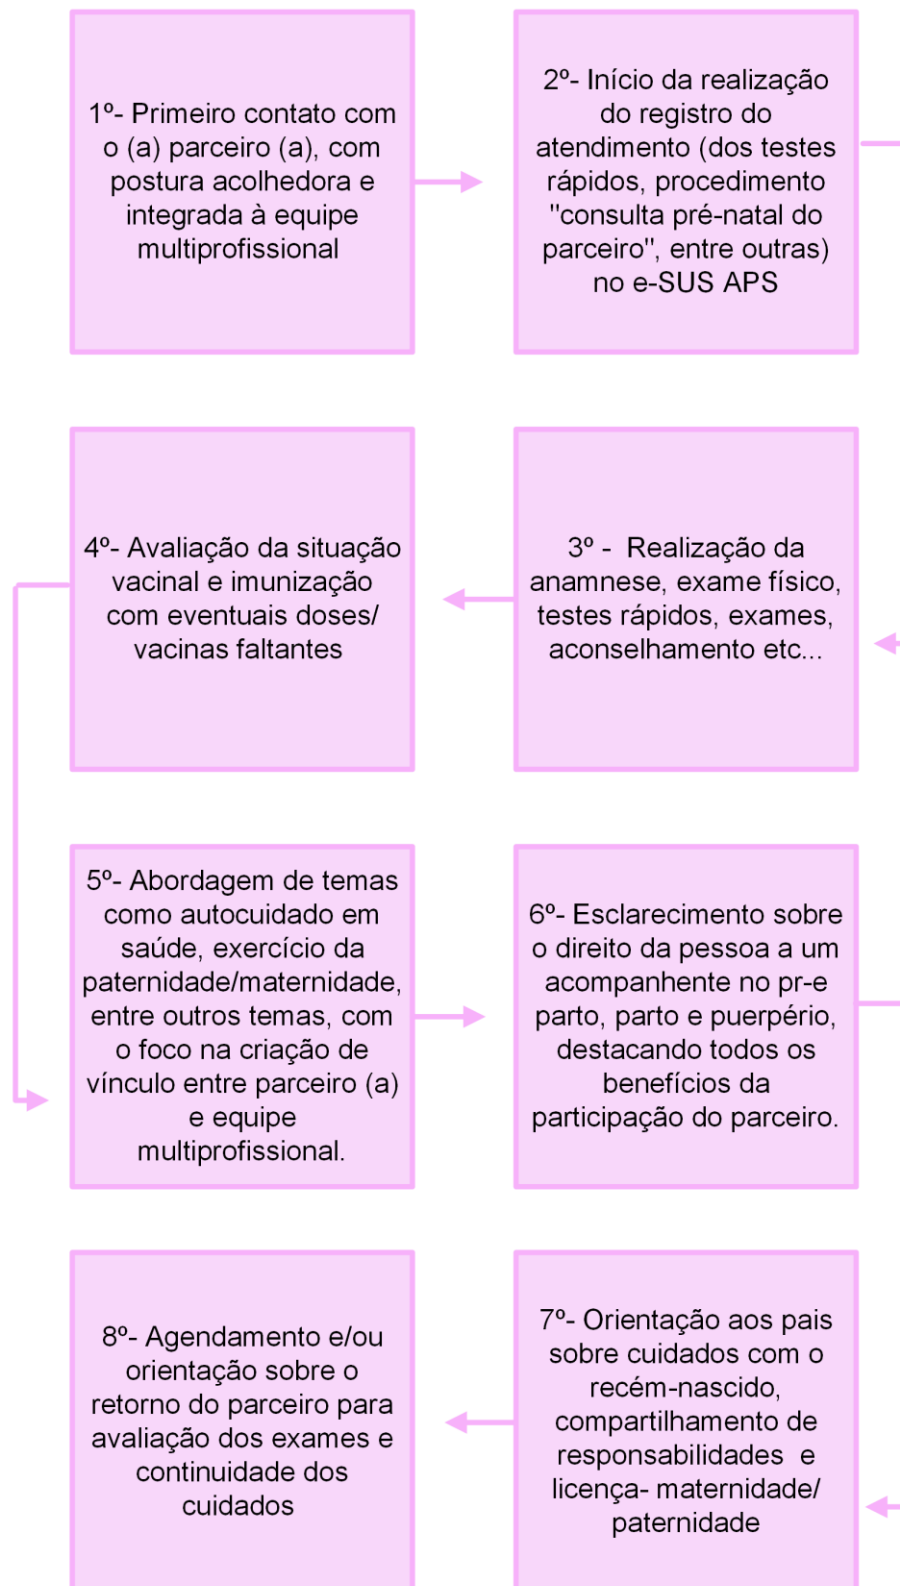 1º- Primeiro contato com
o (a) parceiro (a), com
postura acolhedora e
integrada à equipe
multiprofissional
2º- Início da realização
do registro do
atendimento (dos testes
rápidos, procedimento
"consulta pré-natal do
parceiro", entre outras)
no e-SUS APS
3º - Realização da
anamnese, exame físico,
testes rápidos, exames,
aconselhamento etc...
4º- Avaliação da situação
vacinal e imunização
com eventuais doses/
vacinas faltantes
5º- Abordagem de temas
como autocuidado em
saúde, exercício da
paternidade/maternidade,
entre outros temas, com
o foco na criação de
vínculo entre parceiro (a)
e equipe
multiprofissional.
6º- Esclarecimento sobre
o direito da pessoa a um
acompanhente no pr-e
parto, parto e puerpério,
destacando todos os
benefícios da
participação do parceiro.
7º- Orientação aos pais
sobre cuidados com o
recém-nascido,
compartilhamento de
responsabilidades e
licença- maternidade/
paternidade
8º- Agendamento e/ou
orientação sobre o
retorno do parceiro para
avaliação dos exames e
continuidade dos
cuidados